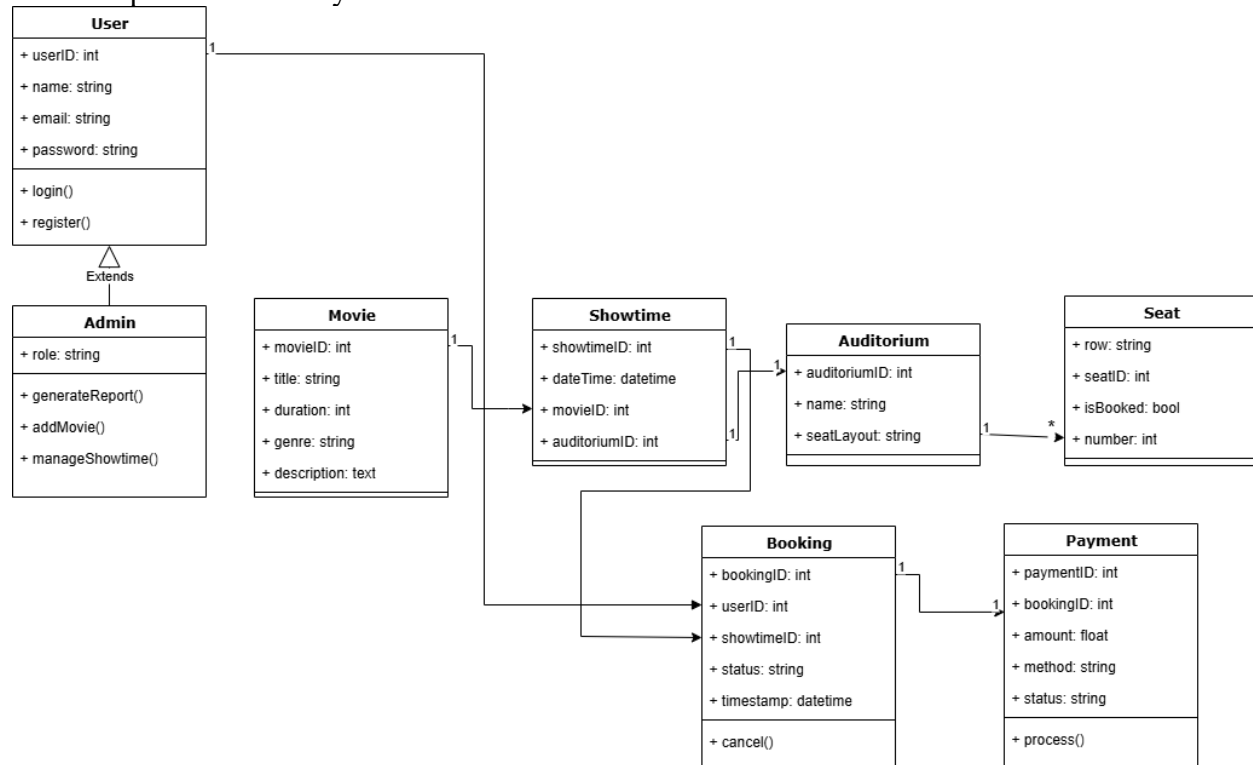 User
+ userID: int
+ name: string
+ email: string
+ password: string
+ login()
+ register()
1
Extends
Admin
+ role: string
+ generateReport()
+ addMovie()
+ manageShowtime()
Movie
+ movieID: int
+ title: string
+ duration: int
+ genre: string
+ description: text
1
Showtime
+ showtimeID: int
+ dateTime: datetime
+ movieID: int
+ auditoriumID: int
1
1
1
Auditorium
+ auditoriumID: int
+ name: string
+ seatLayout: string
1
*
Seat
+ row: string
+ seatID: int
+ isBooked: bool
+ number: int
Booking
+ bookingID: int
+ userID: int
+ showtimeID: int
+ status: string
+ timestamp: datetime
+ cancel()
1
1
Payment
+ paymentID: int
+ bookingID: int
+ amount: float
+ method: string
+ status: string
+ process()